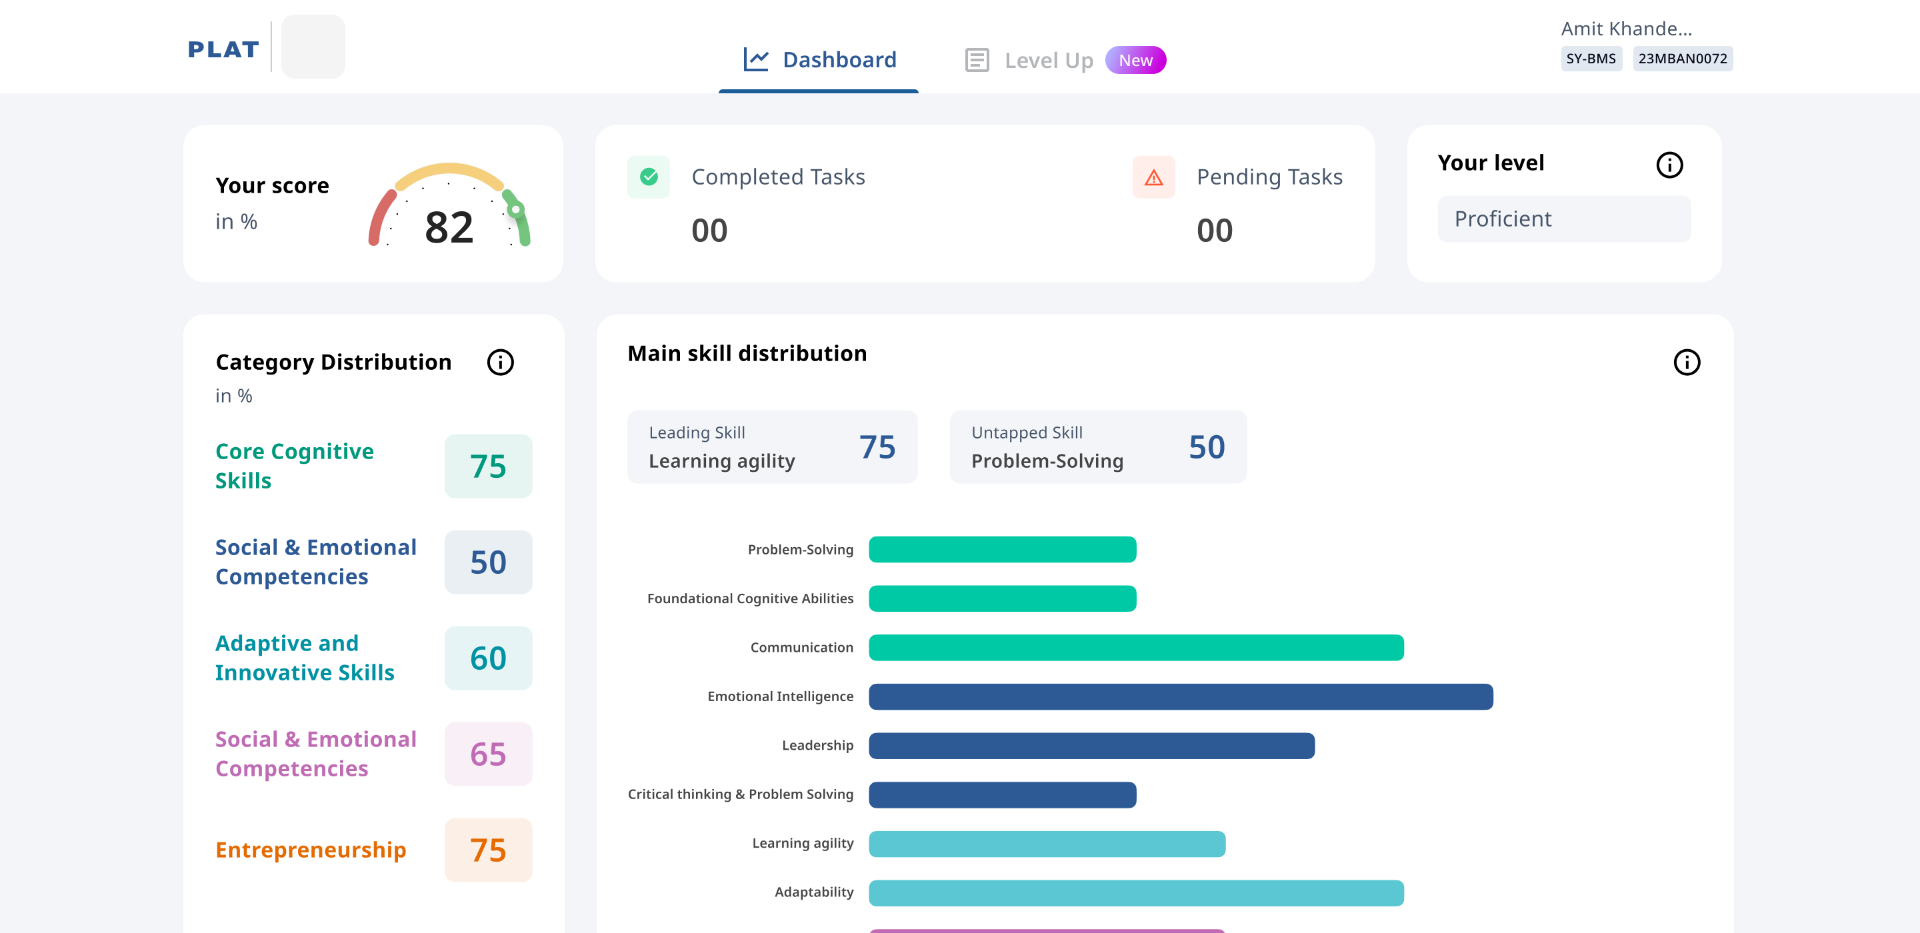 PLAT
Dashboard
Level Up
New
Amit Khande...
SY-BMS
23MBAN0072
Your score
in %
82
Completed Tasks
00
Pending Tasks
00
Your level
Proficient
Category Distribution
in %
Core Cognitive
Skills
75
Social & Emotional
Competencies
50
Adaptive and
Innovative Skills
60
Social & Emotional
Competencies
65
Entrepreneurship
75
Main skill distribution
Leading Skill
Learning agility
75
Untapped Skill
Problem-Solving
50
Problem-Solving
Foundational Cognitive Abilities
Communication
Emotional Intelligence
Leadership
Critical thinking & Problem Solving
Learning agility
Adaptability